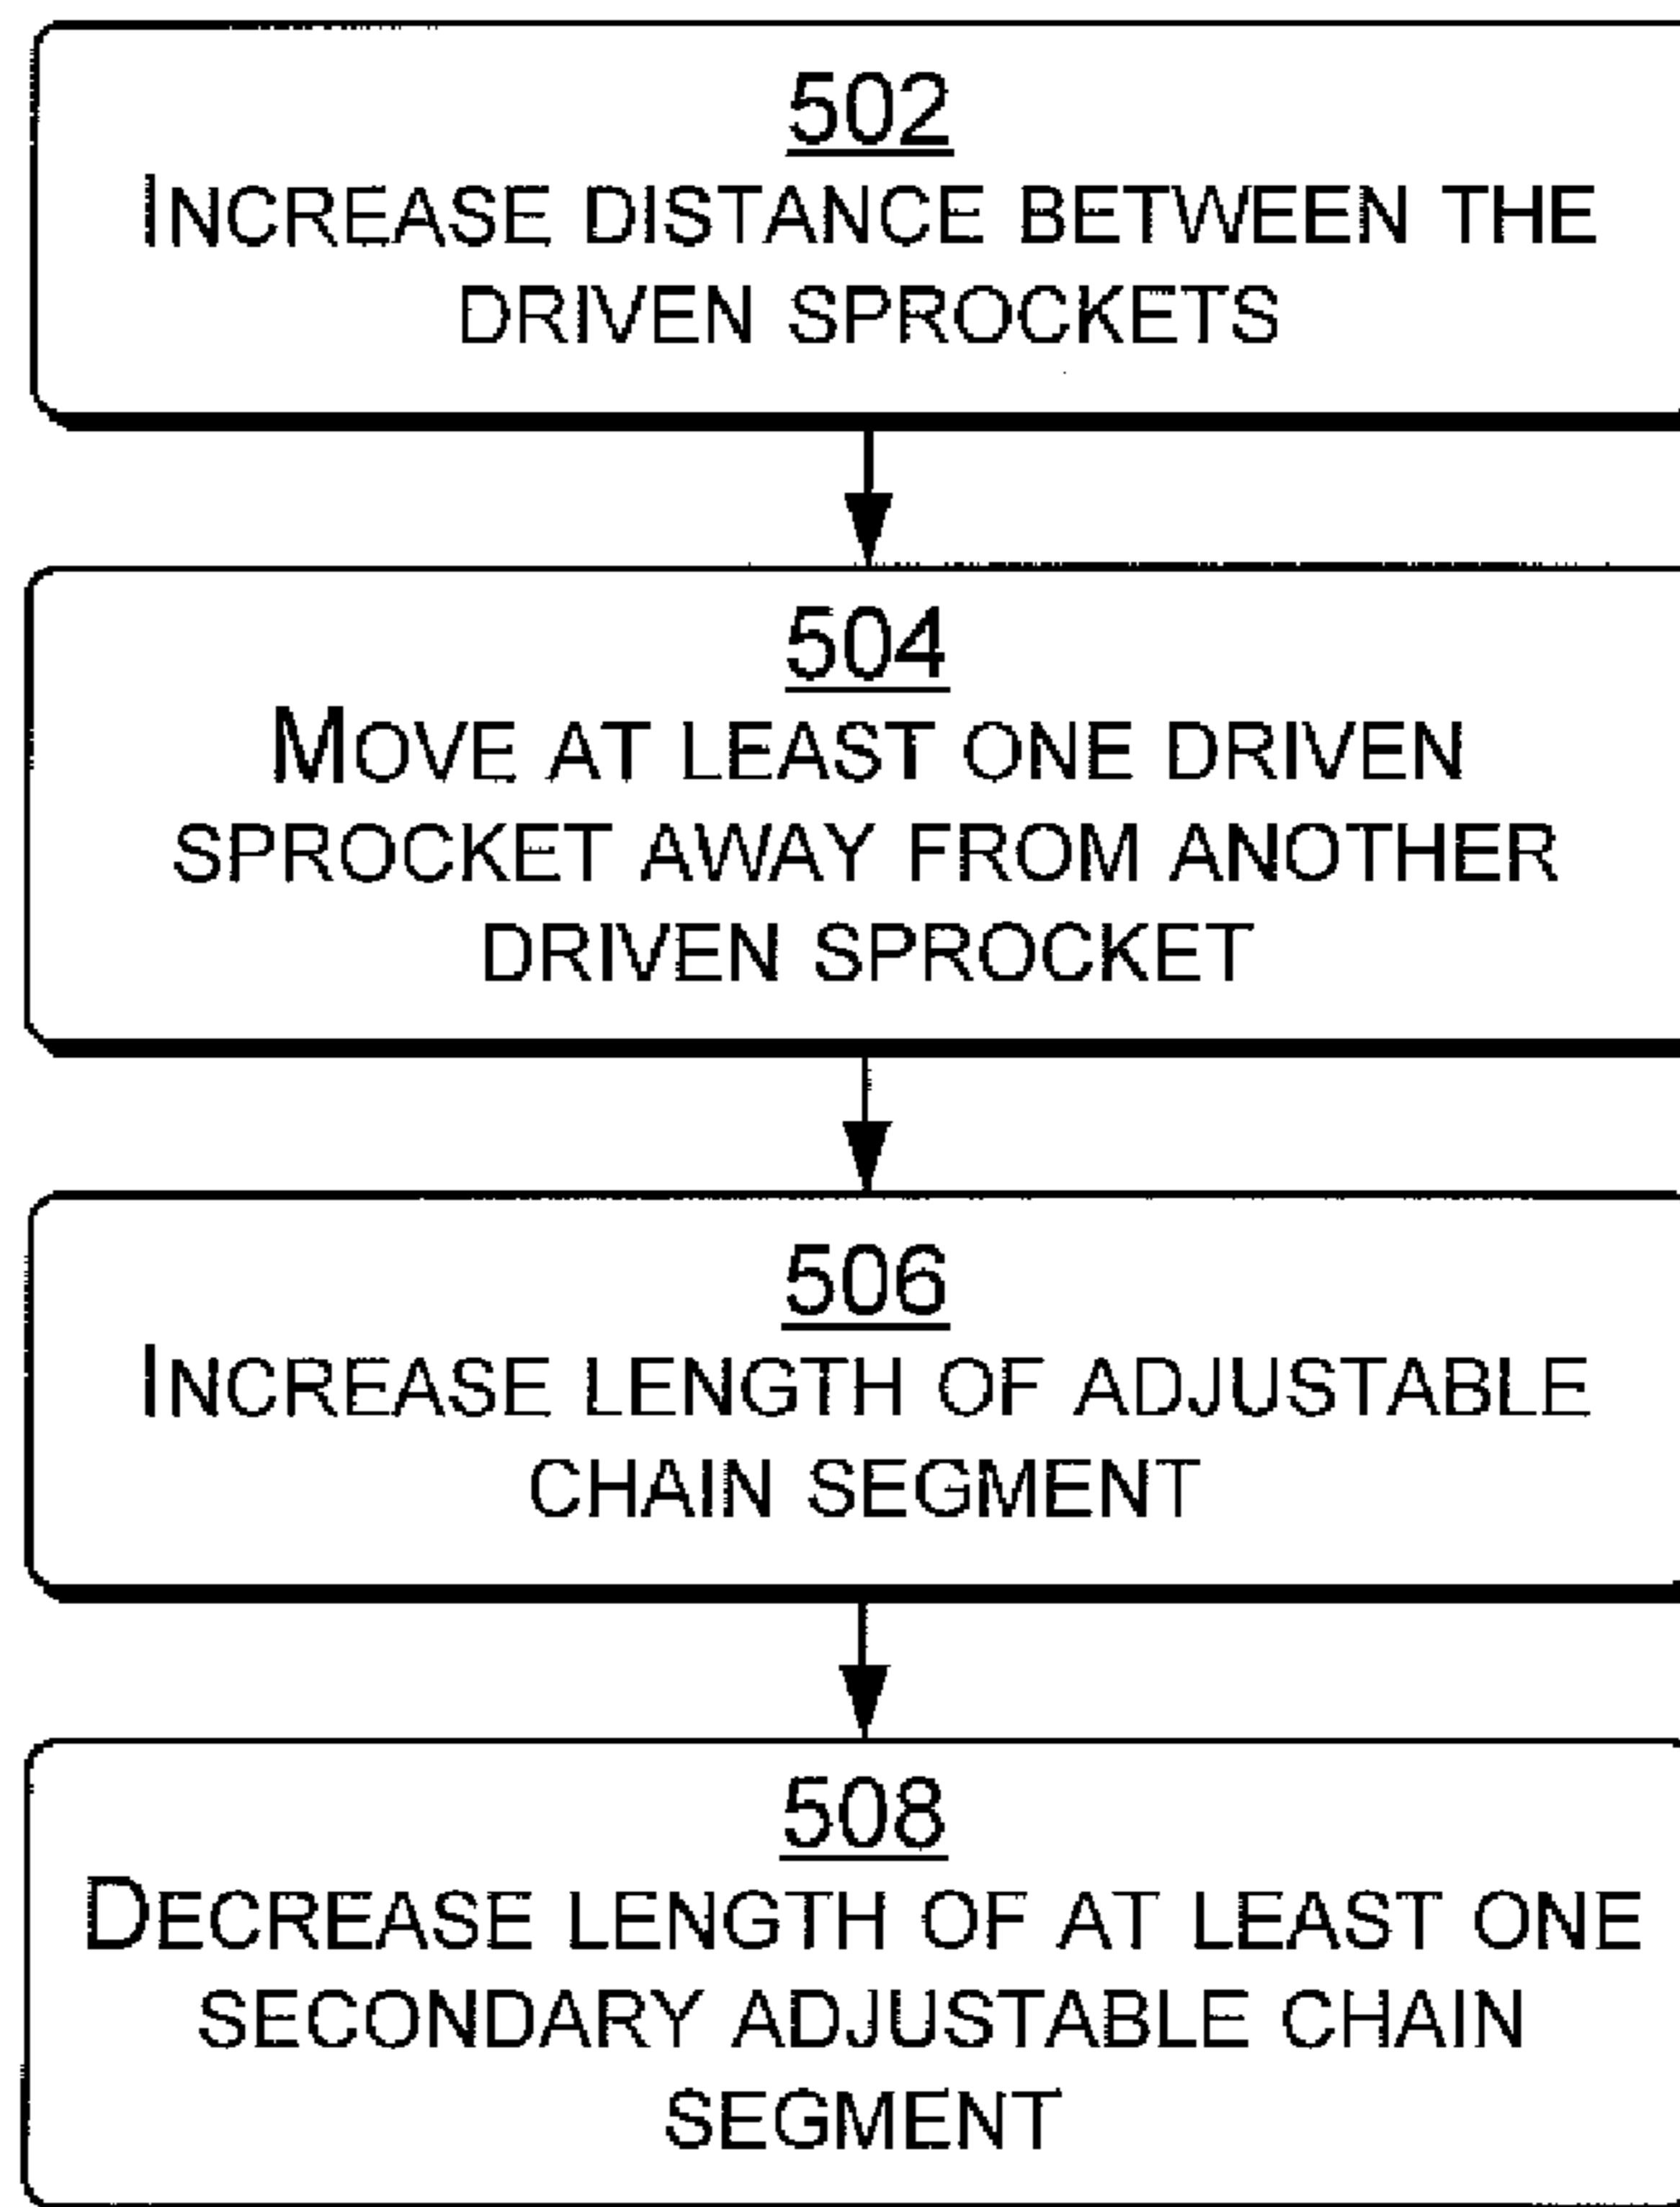 502
INCREASE DISTANCE BETWEEN THE
DRIVEN SPROCKETS
504
MOVE AT LEAST ONE DRIVEN
SPROCKET AWAY FROM ANOTHER
DRIVEN SPROCKET
506
INCREASE LENGTH OF ADJUSTABLE
CHAIN SEGMENT
508
DECREASE LENGTH OF AT LEAST ONE
SECONDARY ADJUSTABLE CHAIN
SEGMENT